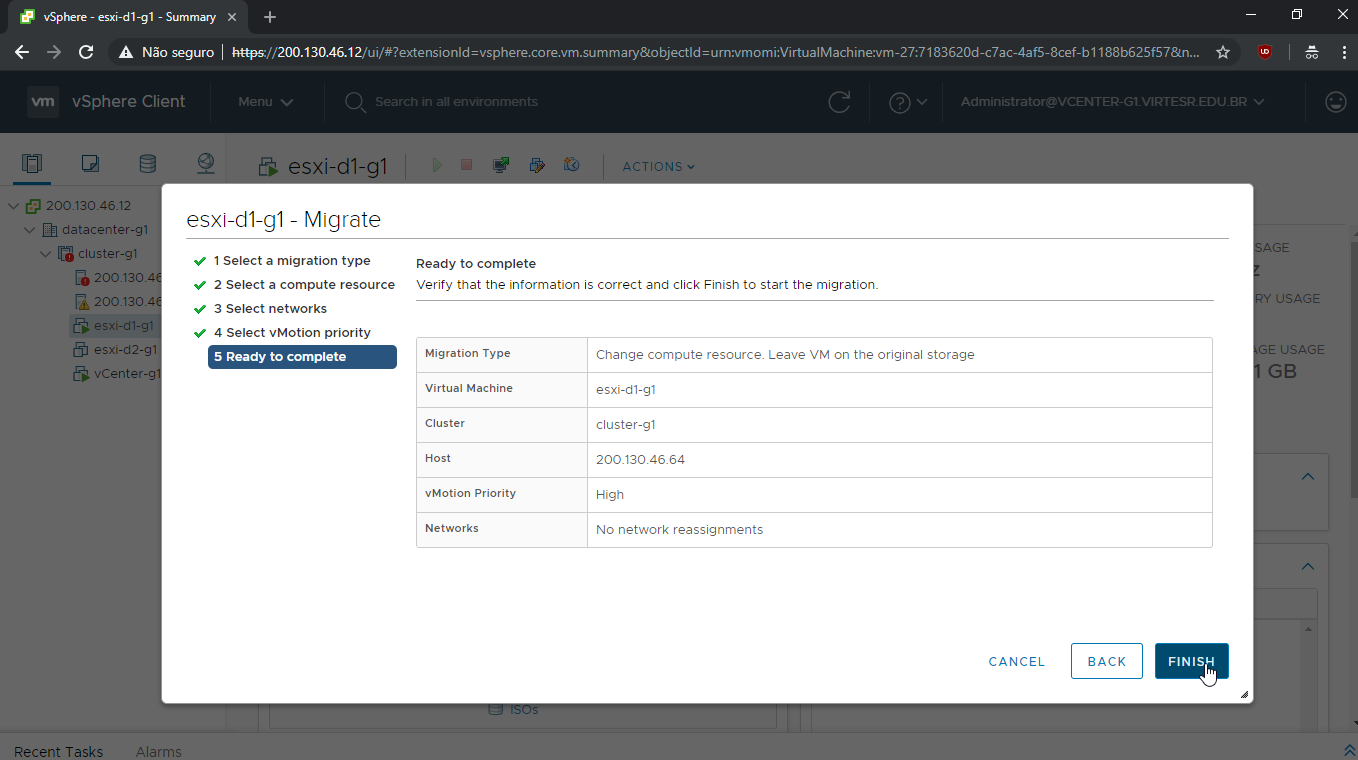 vSphere - esxi-d1-g1 - Summary
Não seguro
https://200.130.46.12/ui/#?extensionId=vsphere.core.vm.summary&objectId=urn:vmomi:VirtualMachine:vm-27:7183620d-c7ac-4af5-8cef-b1188b625f57&n...
vm vSphere Client Menu Search in all environments Administrator@VCENTER-G1.VIRTESR.EDU.BR
esxi-d1-g1 ACTIONS
200.130.46.12
datacenter-g1
cluster-g1
200.130.46
200.130.46
esxi-d1-g1
esxi-d2-g1
vCenter-g1
esxi-d1-g1 - Migrate
1 Select a migration type
2 Select a compute resource
3 Select networks
4 Select vMotion priority
5 Ready to complete
Ready to complete
Verify that the information is correct and click Finish to start the migration.
Migration Type Change compute resource. Leave VM on the original storage
Virtual Machine esxi-d1-g1
Cluster cluster-g1
Host 200.130.46.64
vMotion Priority High
Networks No network reassignments
CANCEL BACK FINISH
SAGE
Z
RY USAGE
AGE USAGE
1 GB
ISOs
Recent Tasks Alarms